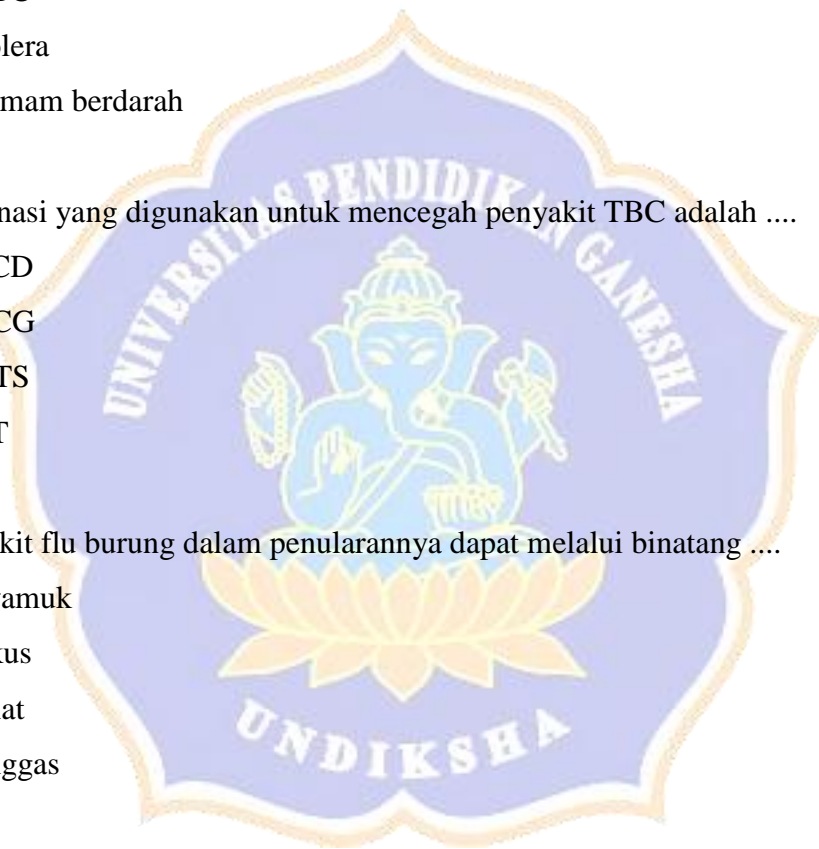 lera
mam berdarah
UNIVERSITAS PENDIDIKAN GANESHA
nasi yang digunakan untuk mencegah penyakit TBC adalah ....
CD
CG
TS
T
kit flu burung dalam penularannya dapat melalui binatang ....
amuk
kus
at
ggas
UNDIKSHA